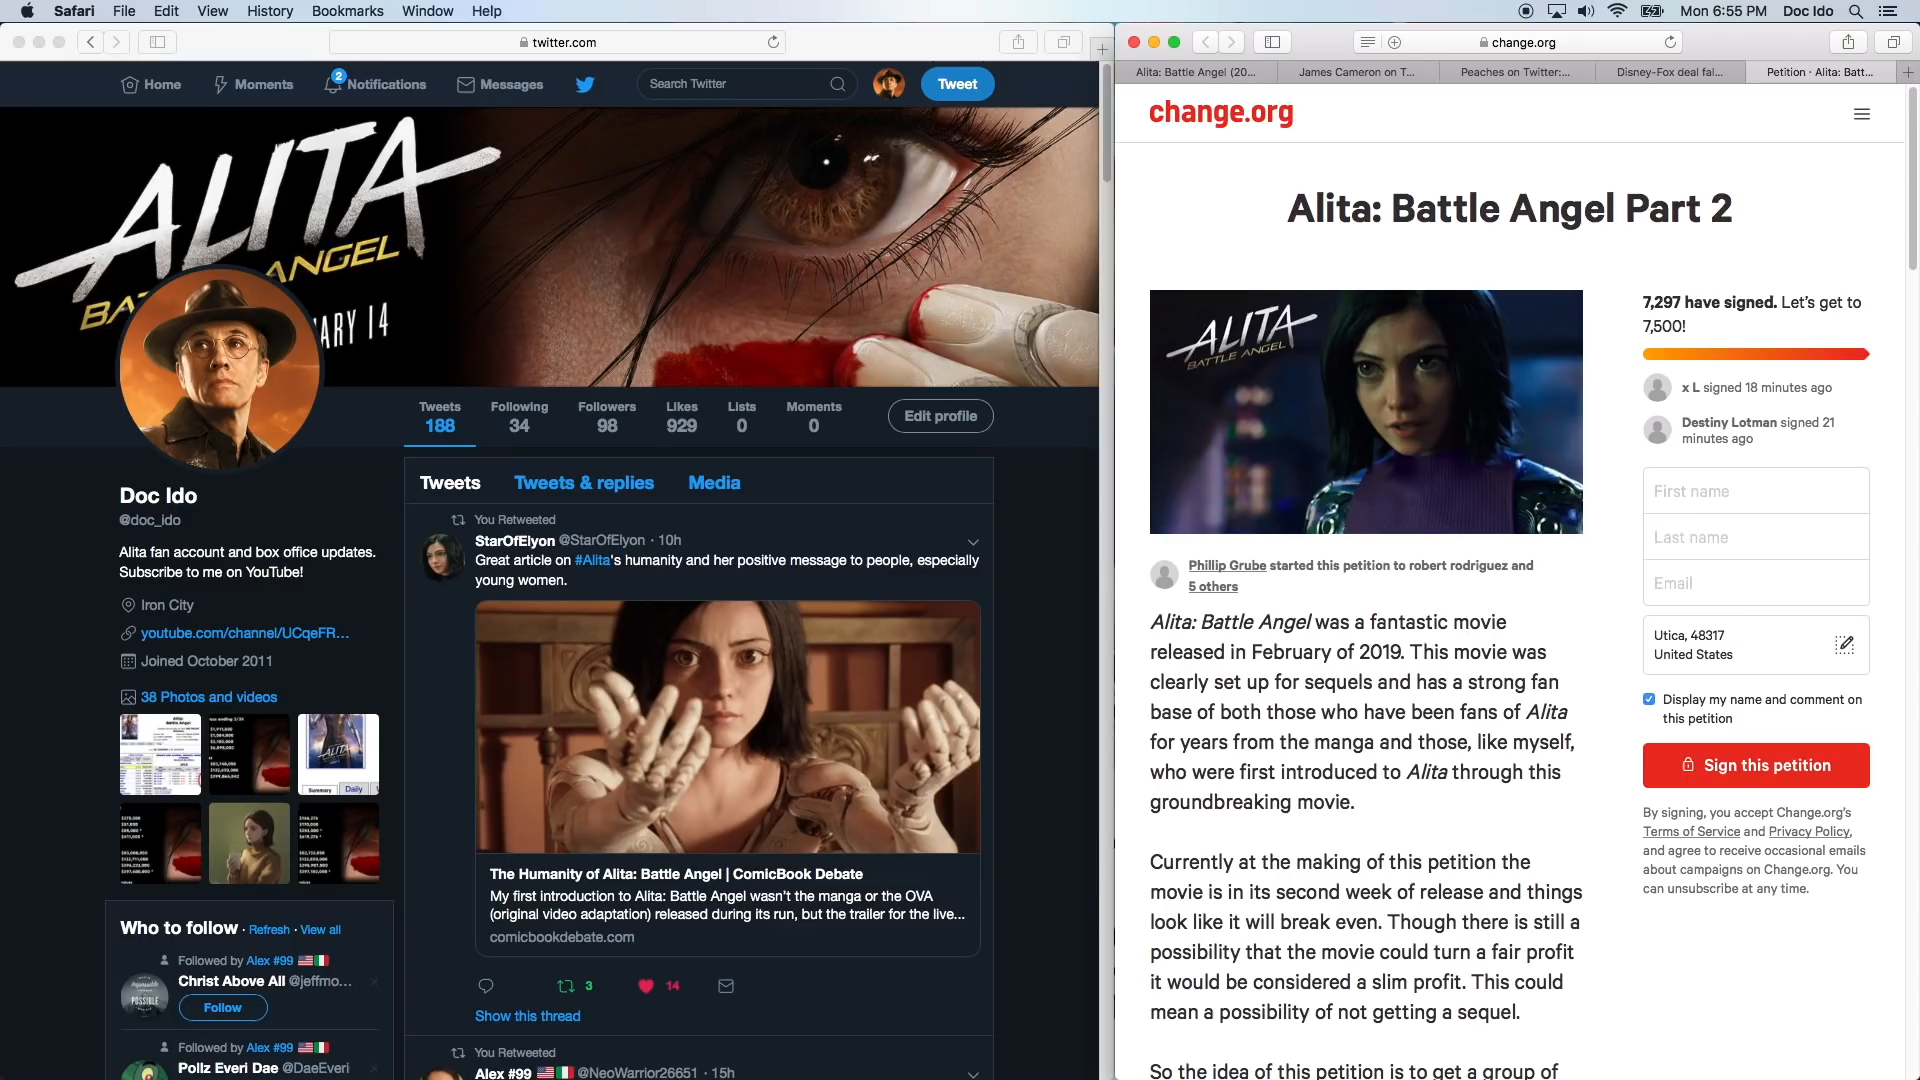 Safari File Edit View History Bookmarks Window Help
Mon 6:55 PM Doc Ido
twitter.com
Home Moments 2 Notifications Messages Search Twitter Tweet
ALITA
BATTLE ANGEL
ARY 14
Tweets Following Followers Likes Lists Moments
188 34 98 929 0 0
Edit profile
Doc Ido
@doc_ido
Alita fan account and box office updates.
Subscribe to me on YouTube!
Iron City
youtube.com/channel/UCqeFR...
Joined October 2011
38 Photos and videos
Alita:
Battle Angel
ALITA
Summary Daily
Who to follow · Refresh · View all
Followed by Alex #99
Christ Above All @jeffmo...
POSSIBLE
Follow
Followed by Alex #99
Pollz Everi Dae @DaeEveri
Tweets Tweets & replies Media
You Retweeted
StarOfElyon @StarOfElyon · 10h
Great article on #Alita's humanity and her positive message to people, especially
young women.
The Humanity of Alita: Battle Angel | ComicBook Debate
My first introduction to Alita: Battle Angel wasn't the manga or the OVA
(original video adaptation) released during its run, but the trailer for the live...
comicbookdebate.com
3 14
Show this thread
You Retweeted
Alex #99 @NeoWarrior26651 · 15h
change.org
Alita: Battle Angel (20... James Cameron on T... Peaches on Twitter:... Disney-Fox deal fal... Petition · Alita: Batt...
change.org
Alita: Battle Angel Part 2
ALITA
BATTLE ANGEL
Phillip Grube started this petition to robert rodriguez and
5 others
Alita: Battle Angel was a fantastic movie
released in February of 2019. This movie was
clearly set up for sequels and has a strong fan
base of both those who have been fans of Alita
for years from the manga and those, like myself,
who were first introduced to Alita through this
groundbreaking movie.
Currently at the making of this petition the
movie is in its second week of release and things
look like it will break even. Though there is still a
possibility that the movie could turn a fair profit
it would be considered a slim profit. This could
mean a possibility of not getting a sequel.
So the idea of this petition is to get a group of
7,297 have signed. Let's get to
7,500!
x L signed 18 minutes ago
Destiny Lotman signed 21
minutes ago
First name
Last name
Email
Utica, 48317
United States
Display my name and comment on
this petition
Sign this petition
By signing, you accept Change.org's
Terms of Service and Privacy Policy,
and agree to receive occasional emails
about campaigns on Change.org. You
can unsubscribe at any time.